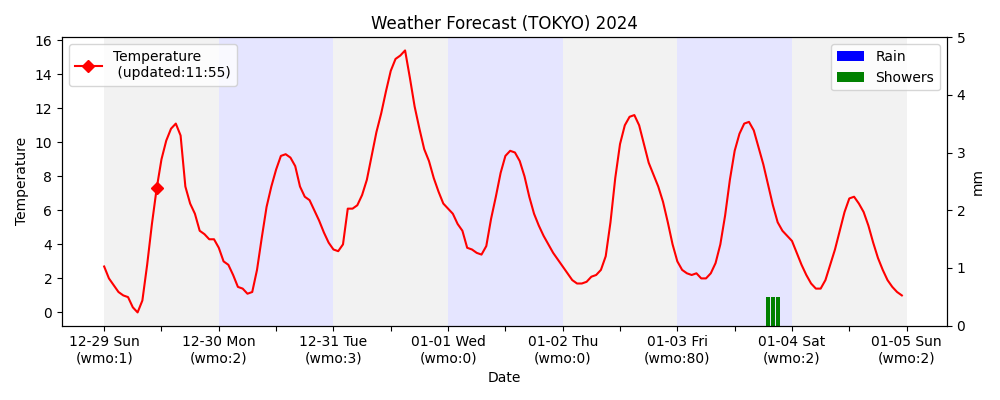 Weather Forecast (TOKYO) 2024
Temperature
(updated:11:55)
Rain
Showers
Temperature
16
14
12
10
8
6
4
2
0
5
4
3
2
1
0
mm
12-29 Sun
(wmo:1)
12-30 Mon
(wmo:2)
12-31 Tue
(wmo:3)
01-01 Wed
(wmo:0)
01-02 Thu
(wmo:0)
01-03 Fri
(wmo:80)
01-04 Sat
(wmo:2)
01-05 Sun
(wmo:2)
Date